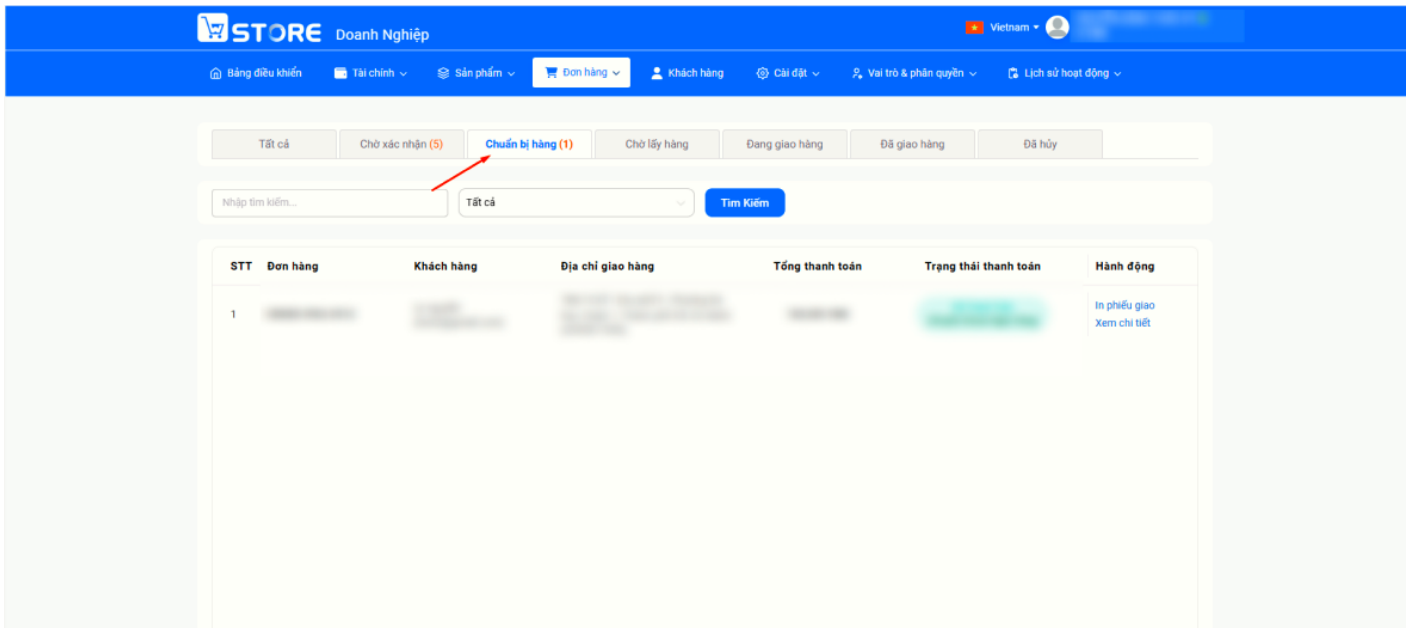 STORE Doanh Nghiệp
Vietnam
Bảng điều khiển Tài chính Sản phẩm Đơn hàng Khách hàng Cài đặt Vai trò & phân quyền Lịch sử hoạt động
Tất cả Chờ xác nhận (5) Chuẩn bị hàng (1) Chờ lấy hàng Đang giao hàng Đã giao hàng Đã hủy
Nhập tìm kiếm... Tất cả Tìm Kiếm
STT Đơn hàng Khách hàng Địa chỉ giao hàng Tổng thanh toán Trạng thái thanh toán Hành động
1 In phiếu giao
Xem chi tiết